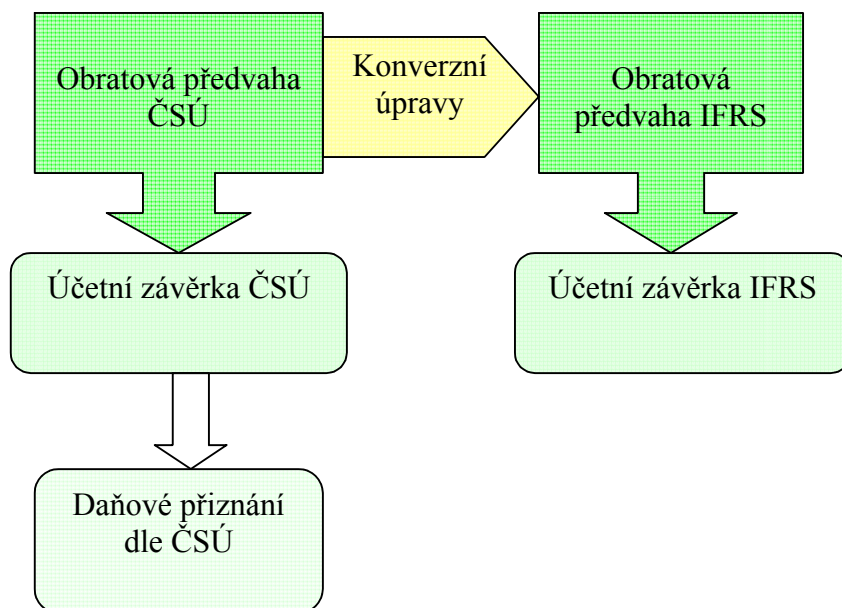 Obratová předvaha
ČSÚ
Konverzní
úpravy
Obratová
předvaha IFRS
Účetní závěrka ČSÚ
Účetní závěrka IFRS
Daňové přiznání
dle ČSÚ